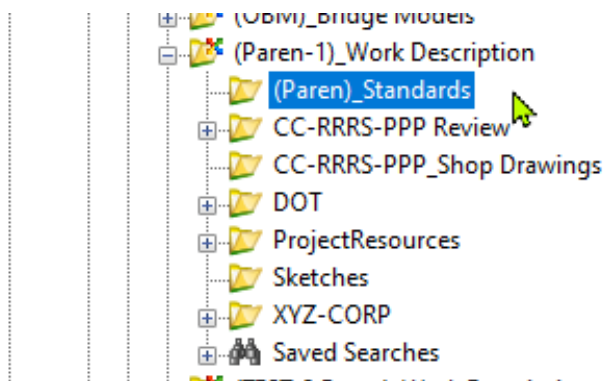 (OBM)_Bridge Models
(Paren-1)_Work Description
(Paren)_Standards
CC-RRRS-PPP Review
CC-RRRS-PPP_Shop Drawings
DOT
ProjectResources
Sketches
XYZ-CORP
Saved Searches